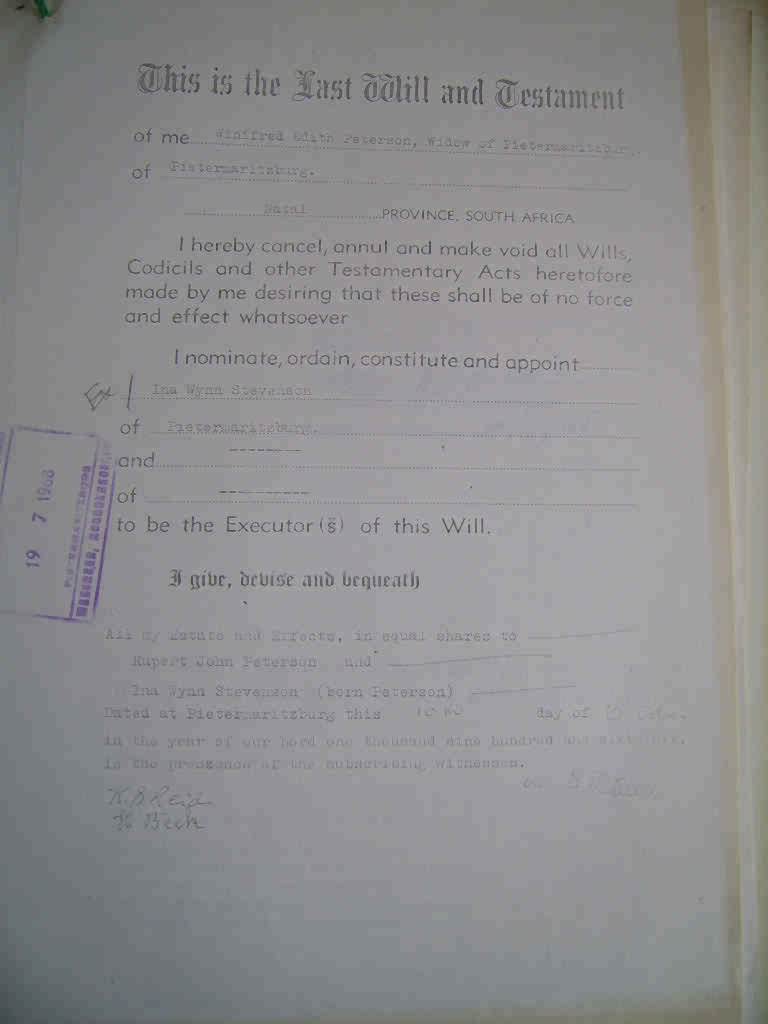 This is the Last Will and Testament
of me Winifred Edith Peterson, Widow of Pietermaritzburg.
of Pietermaritzburg.
Natal PROVINCE, SOUTH AFRICA
I hereby cancel, annul and make void all Wills,
Codicils and other Testamentary Acts heretofore
made by me desiring that these shall be of no force
and effect whatsoever
I nominate, ordain, constitute and appoint
Ex Ina Wynn Stevenson
of Pietermaritzburg.
and --------
of ----------
to be the Executor(s) of this Will.
19 7 1968
I give, devise and bequeath
All my Estate and Effects, in equal shares to
Rupert John Peterson and
Ina Wynn Stevenson (born Peterson)
Dated at Pietermaritzburg this day of
in the year of our Lord one thousand nine hundred and sixty
in the presence of the subscribing witnesses.
K. B Reid